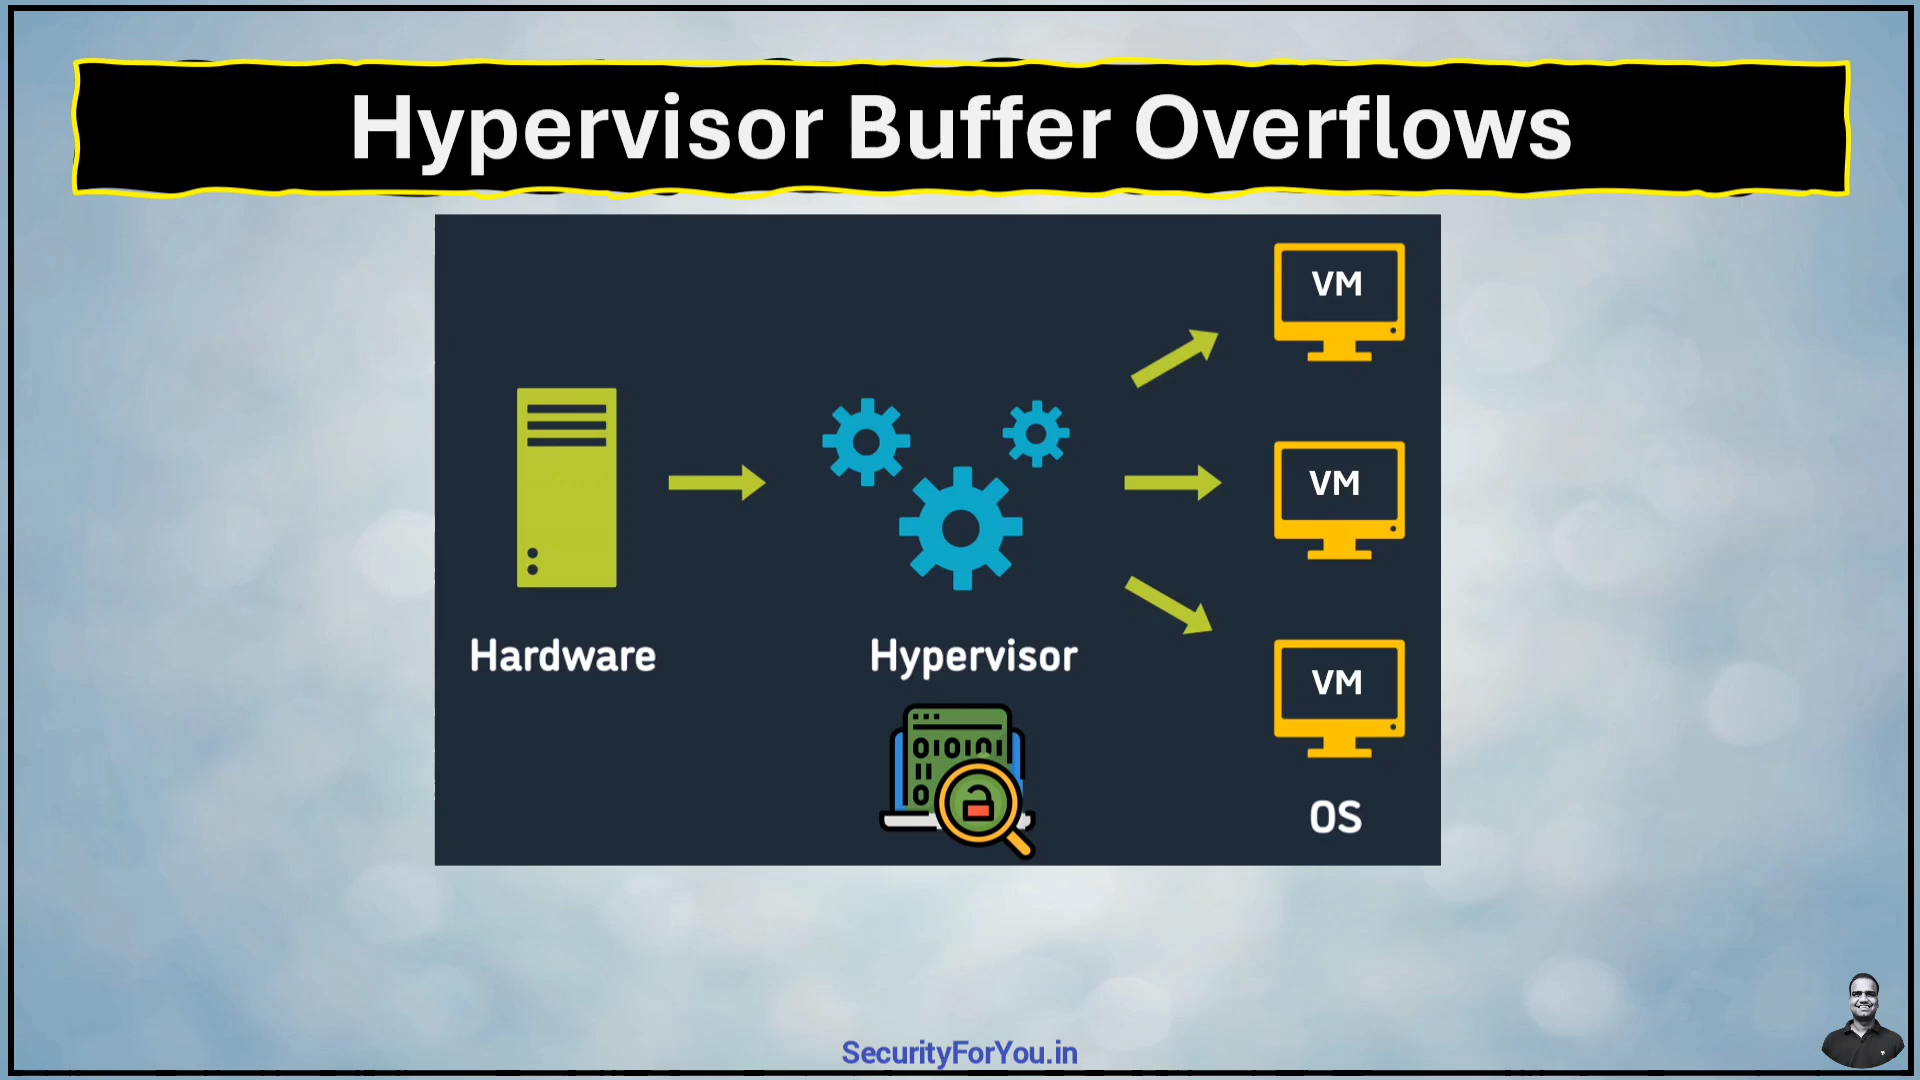 Hypervisor Buffer Overflows
VM
VM
VM
Hardware
Hypervisor
OS
SecurityForYou.in